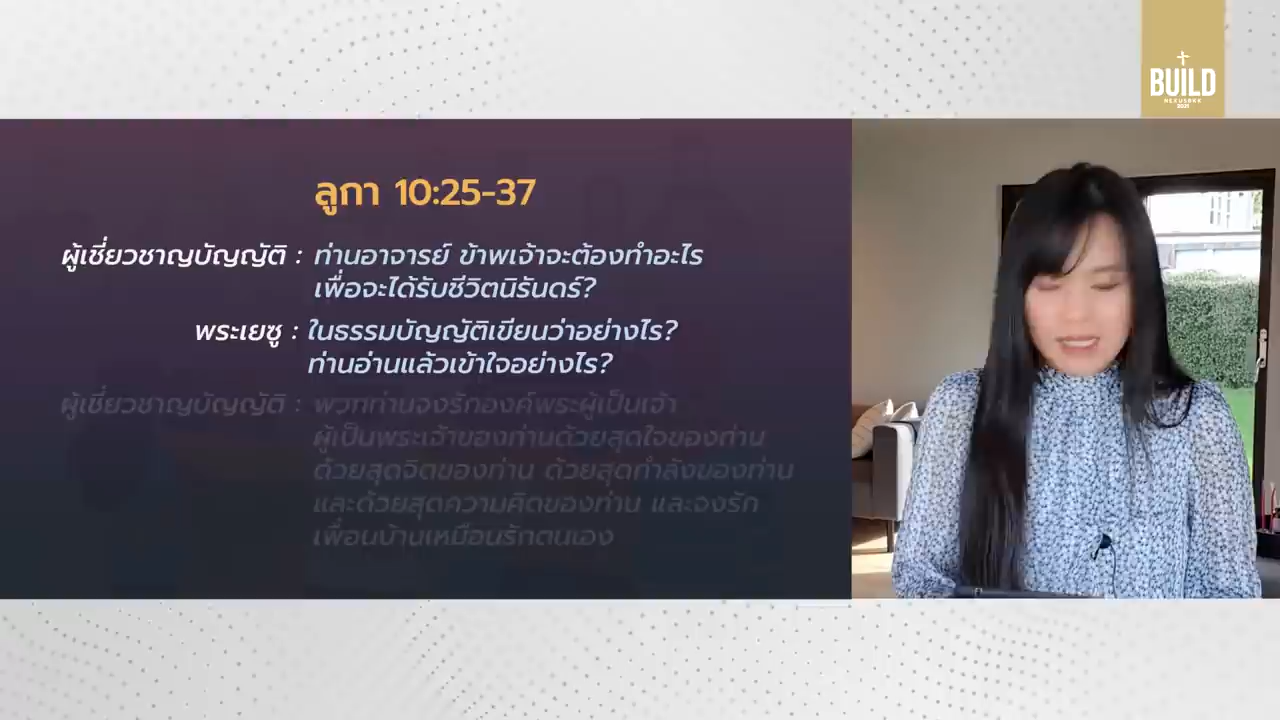 BUILD
NEXUSBKK
2021
ลูกา 10:25-37
ผู้เชี่ยวชาญบัญญัติ : ท่านอาจารย์ ข้าพเจ้าจะต้องทำอะไร
เพื่อจะได้รับชีวิตนิรันดร์?
พระเยซู : ในธรรมบัญญัติเขียนว่าอย่างไร?
ท่านอ่านแล้วเข้าใจอย่างไร?
ผู้เชี่ยวชาญบัญญัติ : พวกท่านจงรักองค์พระผู้เป็นเจ้า
ผู้เป็นพระเจ้าของท่านด้วยสุดใจของท่าน
ด้วยสุดจิตของท่าน ด้วยสุดกำลังของท่าน
และด้วยสุดความคิดของท่าน และจงรัก
เพื่อนบ้านเหมือนรักตนเอง